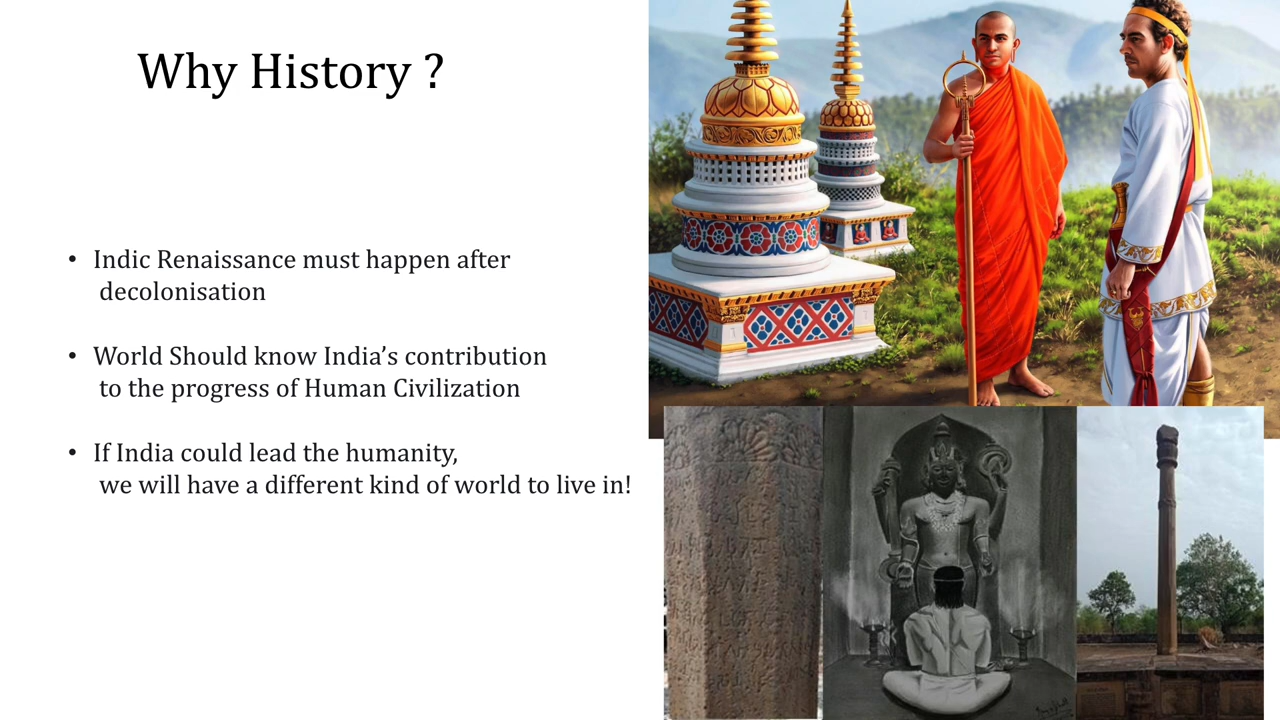 Why History ?
• Indic Renaissance must happen after
decolonisation
• World Should know India’s contribution
to the progress of Human Civilization
• If India could lead the humanity,
we will have a different kind of world to live in!